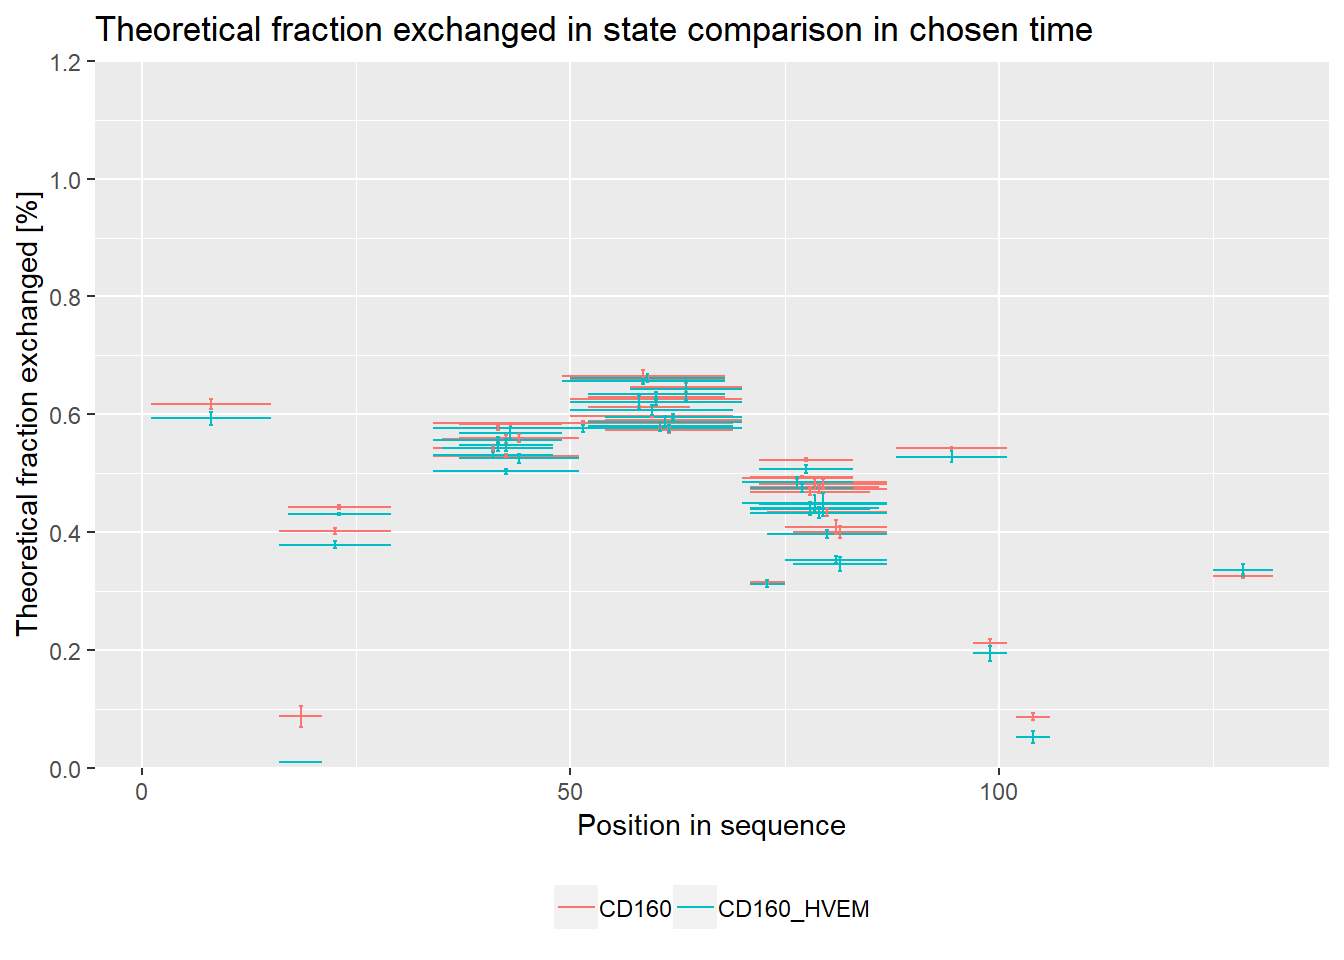 Theoretical fraction exchanged in state comparison in chosen time
Theoretical fraction exchanged [%]
1.2
1.0
0.8
0.6
0.4
0.2
0.0
0 50 100
Position in sequence
CD160 CD160_HVEM